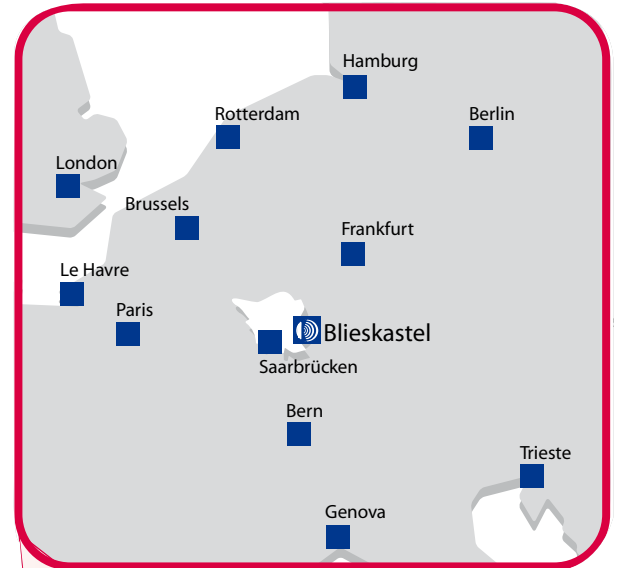 Hamburg
Rotterdam
Berlin
London
Brussels
Frankfurt
Le Havre
Paris
Blieskastel
Saarbrücken
Bern
Trieste
Genova